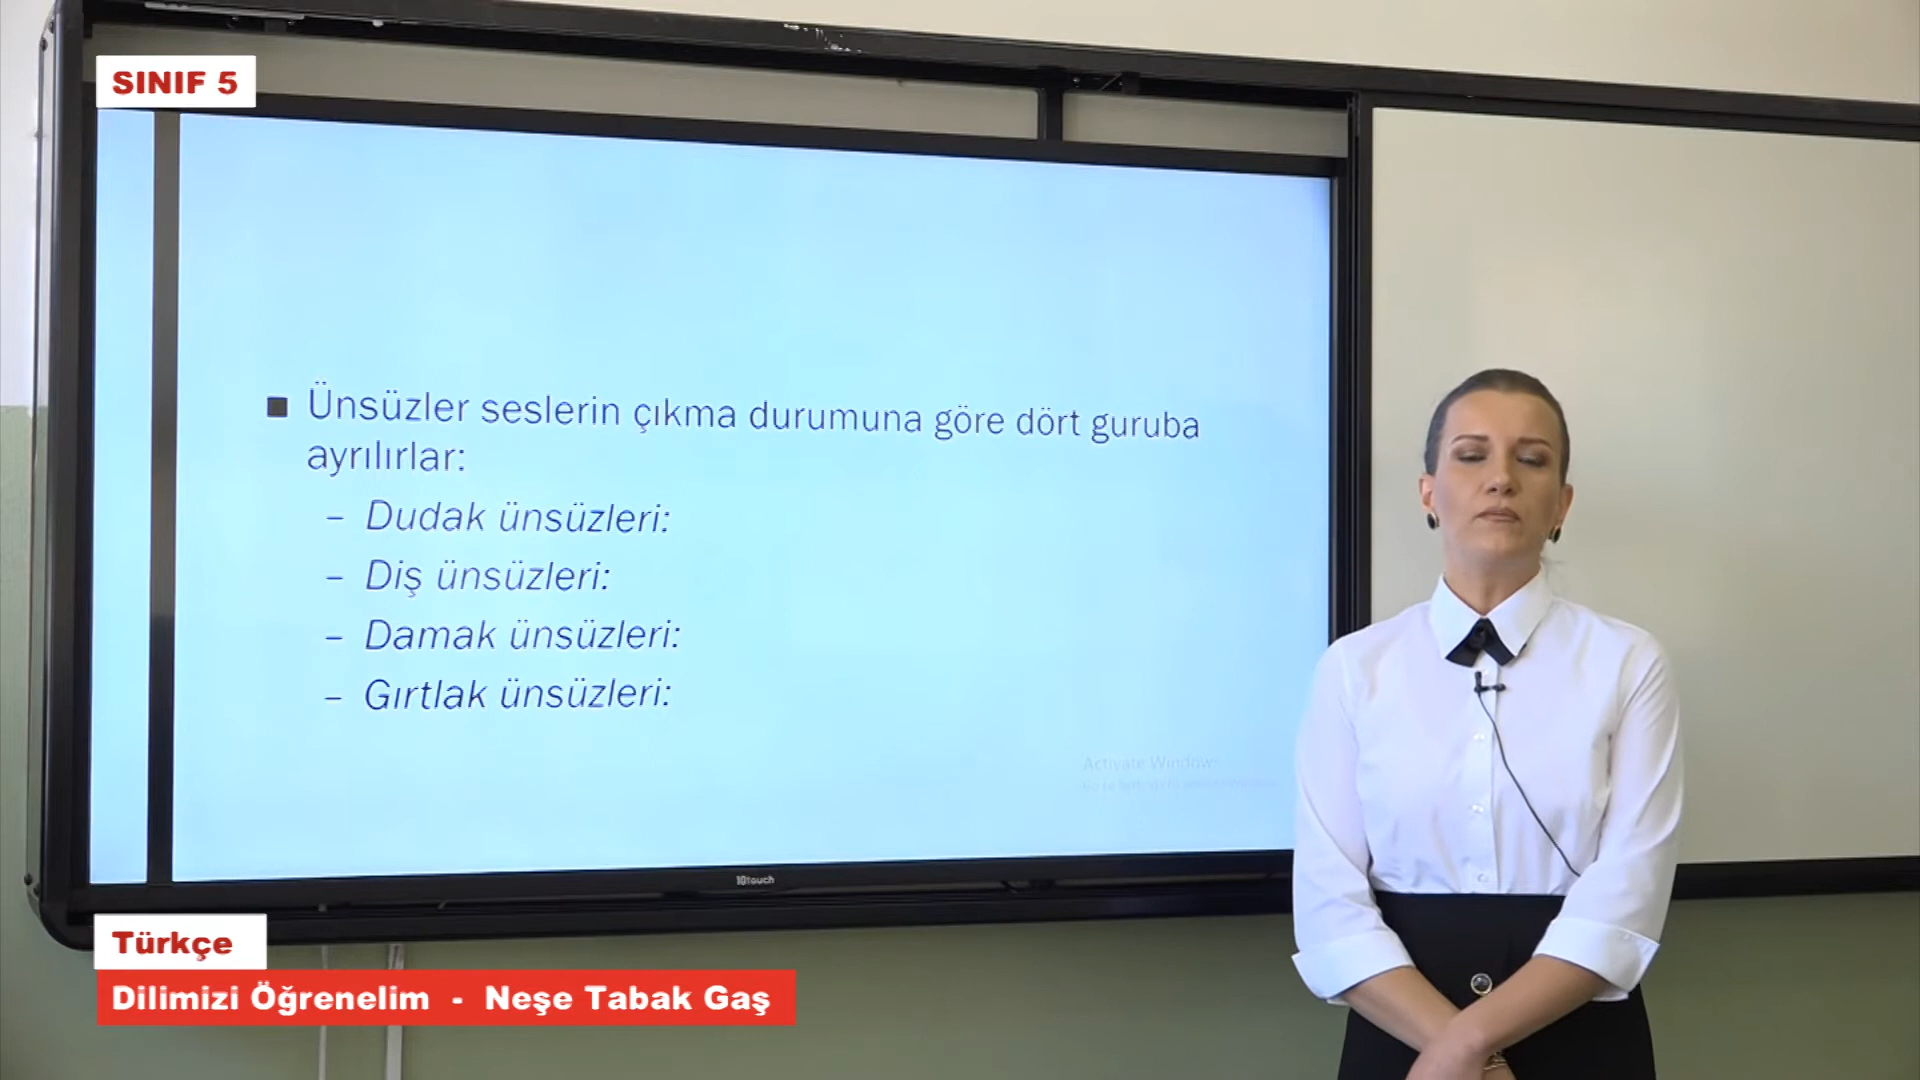 SINIF 5
■ Ünsüzler seslerin çıkma durumuna göre dört guruba
ayrılırlar:
– Dudak ünsüzleri:
– Diş ünsüzleri:
– Damak ünsüzleri:
– Gırtlak ünsüzleri:
Activate Windows
10touch
Türkçe
Dilimizi Öğrenelim - Neşe Tabak Gaş